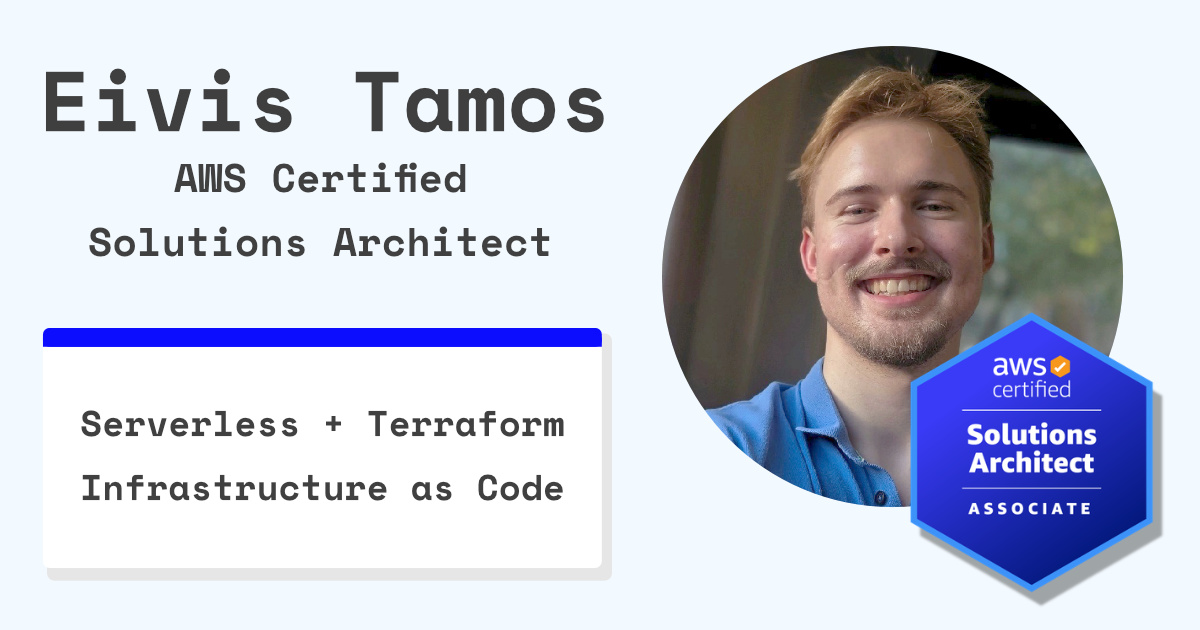 Eivis Tamos
AWS Certified
Solutions Architect
Serverless + Terraform
Infrastructure as Code
aws
certified
Solutions
Architect
ASSOCIATE